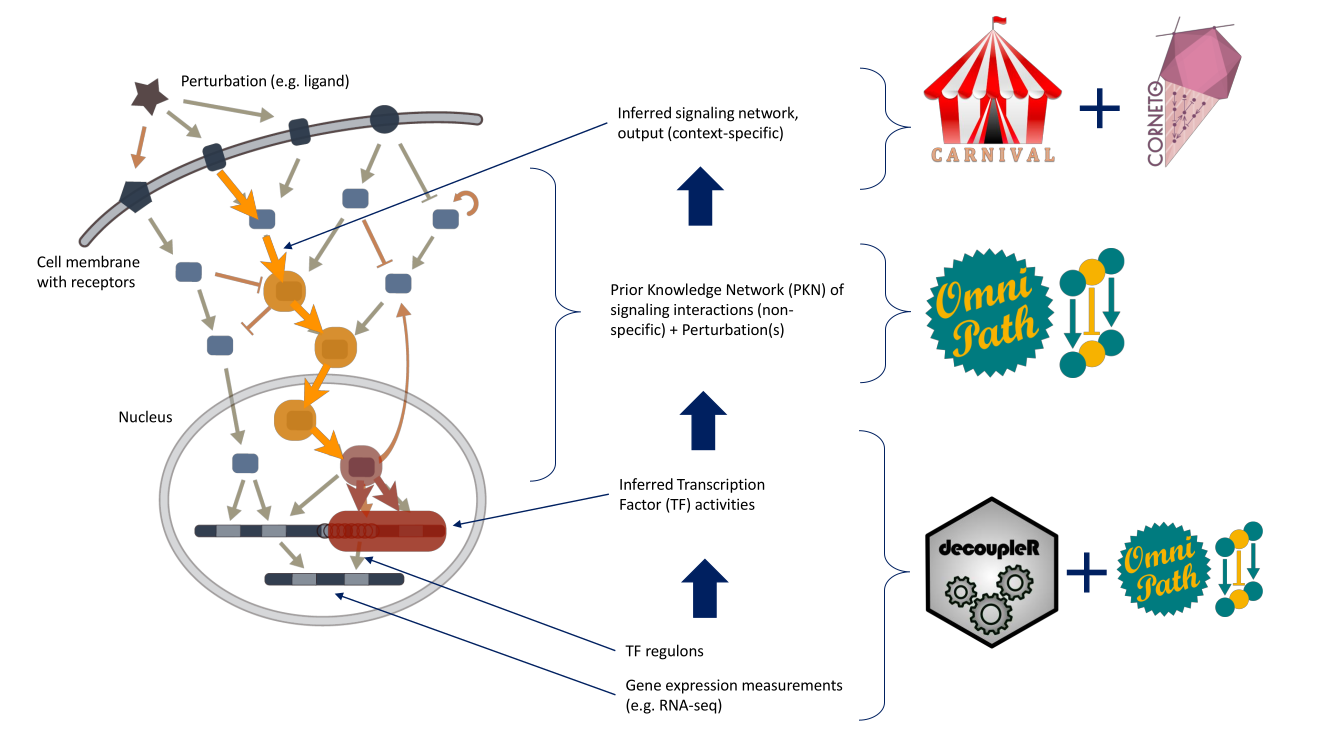 Perturbation (e.g. ligand)
Cell membrane
with receptors
Nucleus
Inferred signaling network,
output (context-specific)
Prior Knowledge Network (PKN) of
signaling interactions (non-
specific) + Perturbation(s)
Inferred Transcription
Factor (TF) activities
TF regulons
Gene expression measurements
(e.g. RNA-seq)
CARNIVAL
+
CORNETO
Omni
Path
decoupleR
+
Omni
Path